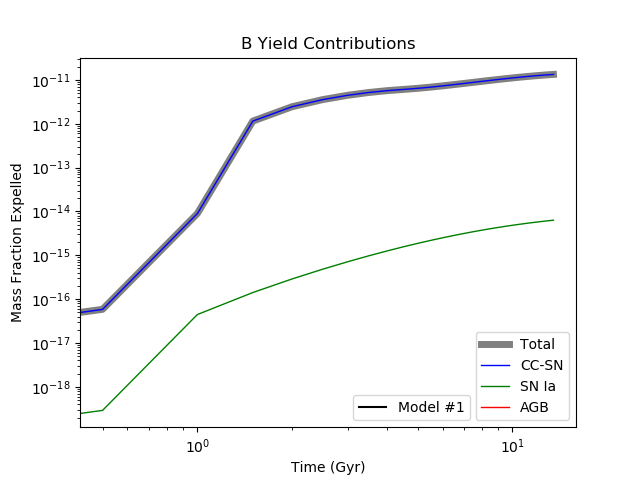 B Yield Contributions
Mass Fraction Expelled
10⁻¹¹
10⁻¹²
10⁻¹³
10⁻¹⁴
10⁻¹⁵
10⁻¹⁶
10⁻¹⁷
10⁻¹⁸
Total
CC-SN
SN Ia
AGB
Model #1
10⁰
10¹
Time (Gyr)